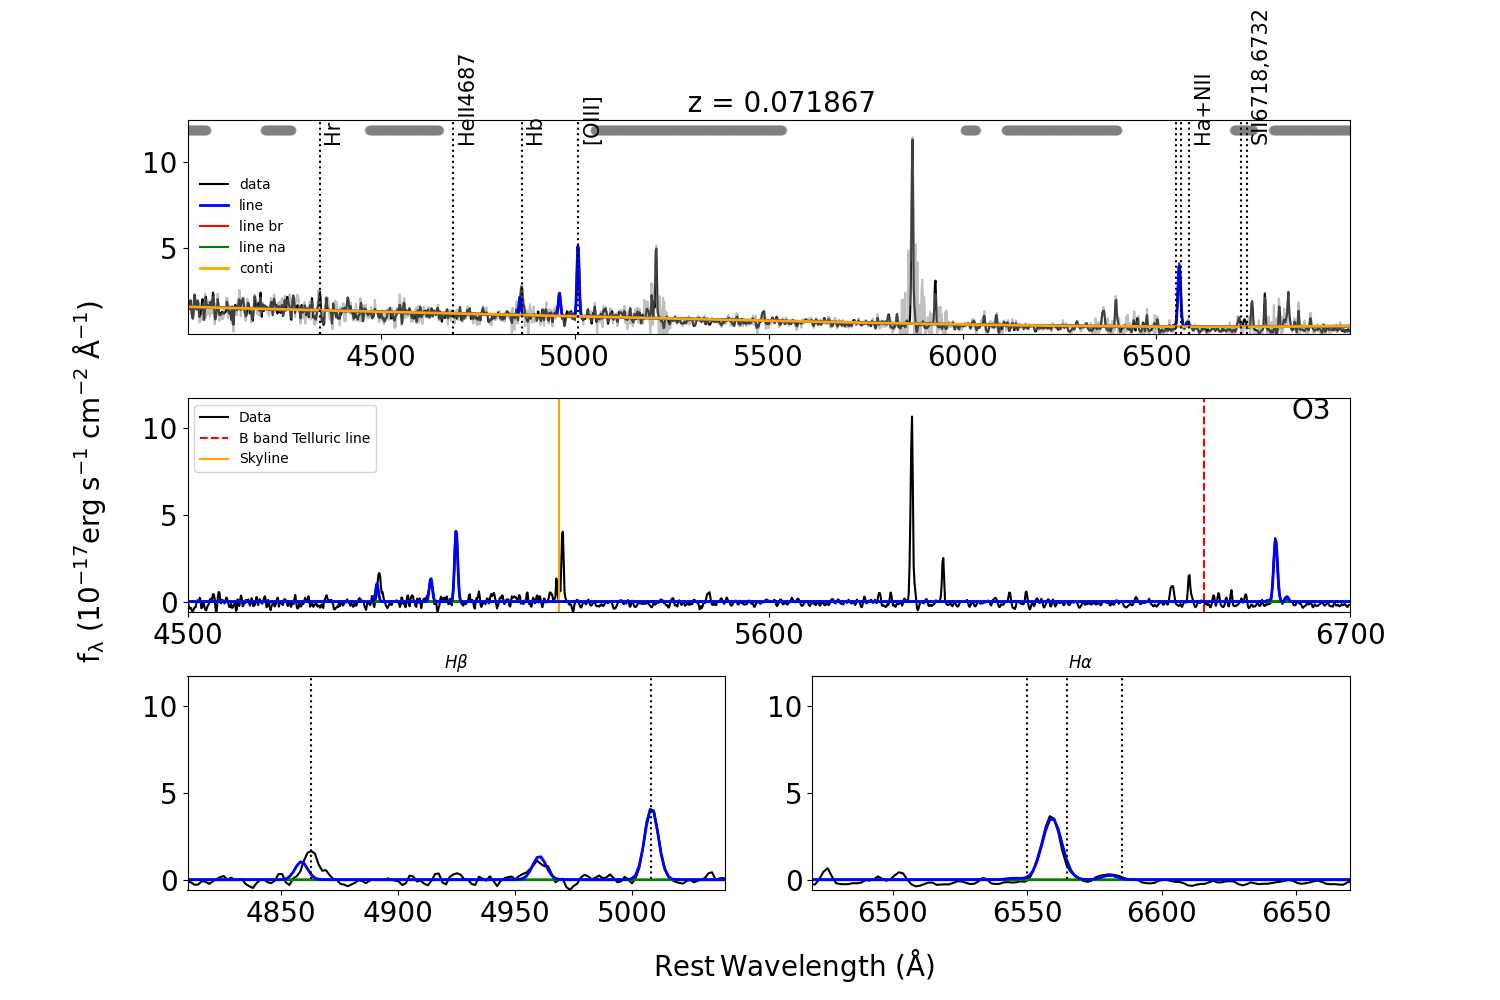 z = 0.071867
Hr
HeII4687
Hb
[OIII]
Ha+NII
SII6718,6732
10
5
data
line
line br
line na
conti
4500
5000
5500
6000
6500
f_λ (10^−17 erg s^−1 cm^−2 Å^−1)
O3
10
5
0
Data
B band Telluric line
Skyline
4500
5600
6700
Hβ
10
5
0
4850
4900
4950
5000
Hα
10
5
0
6500
6550
6600
6650
Rest Wavelength (Å)